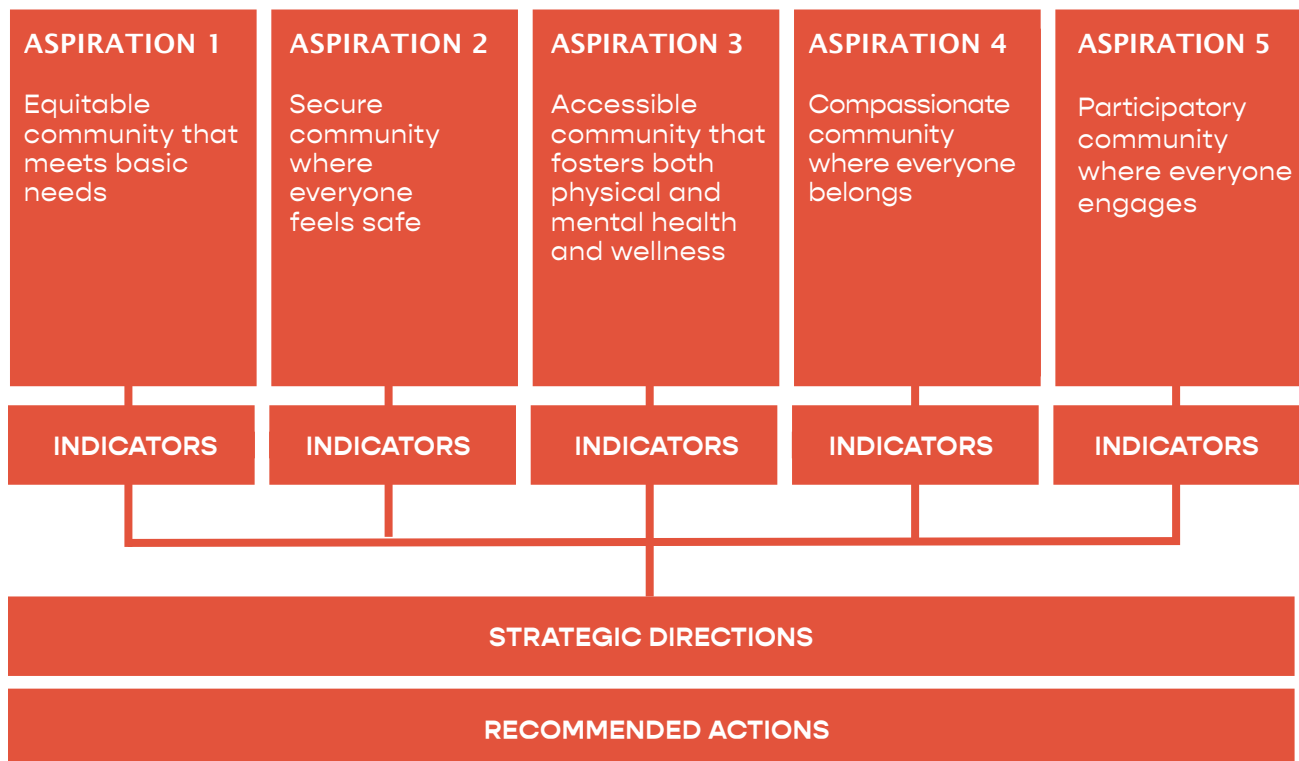 ASPIRATION 1
Equitable
community that
meets basic
needs
ASPIRATION 2
Secure
community
where
everyone
feels safe
ASPIRATION 3
Accessible
community that
fosters both
physical and
mental health
and wellness
ASPIRATION 4
Compassionate
community
where everyone
belongs
ASPIRATION 5
Participatory
community
where everyone
engages
INDICATORS
INDICATORS
INDICATORS
INDICATORS
INDICATORS
STRATEGIC DIRECTIONS
RECOMMENDED ACTIONS